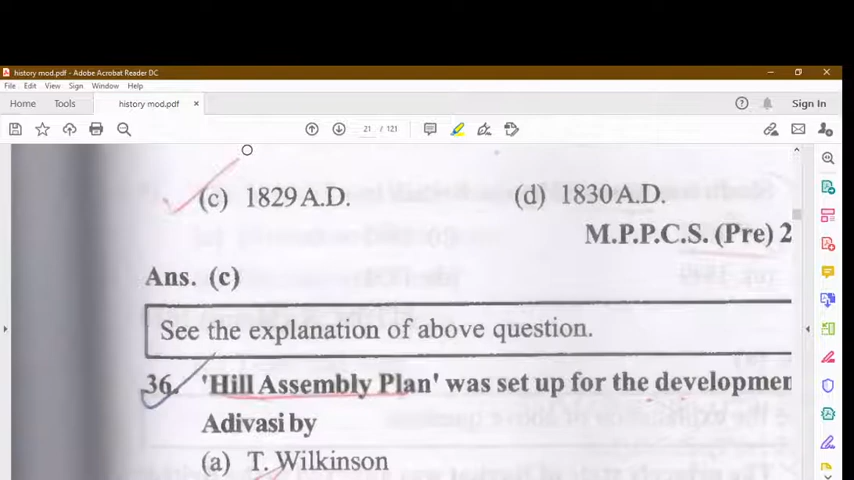 history mod.pdf - Adobe Acrobat Reader DC
File Edit View Sign Window Help
Home Tools history mod.pdf × Sign In
21 / 121
(c) 1829 A.D. (d) 1830 A.D.
M.P.P.C.S. (Pre) 2
Ans. (c)
See the explanation of above question.
36. 'Hill Assembly Plan' was set up for the developmen
Adivasi by
(a) T. Wilkinson